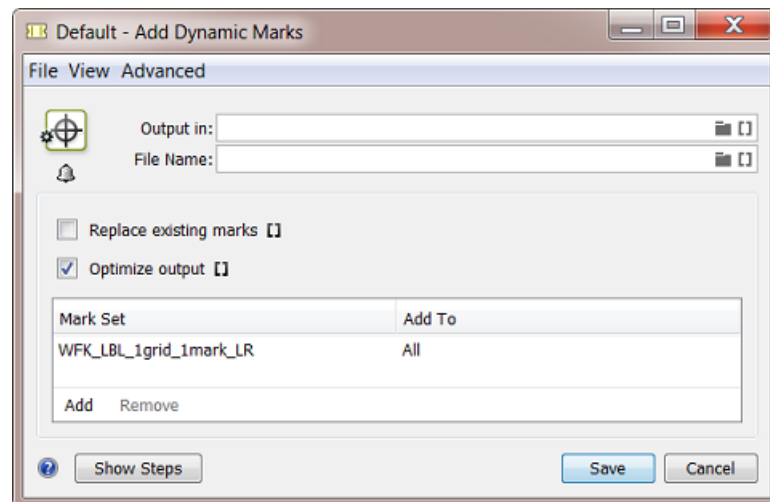 Default - Add Dynamic Marks
File View Advanced
Output in:
File Name:
Replace existing marks []
Optimize output []
Mark Set Add To
WFK_LBL_1grid_1mark_LR All
Add Remove
? Show Steps Save Cancel